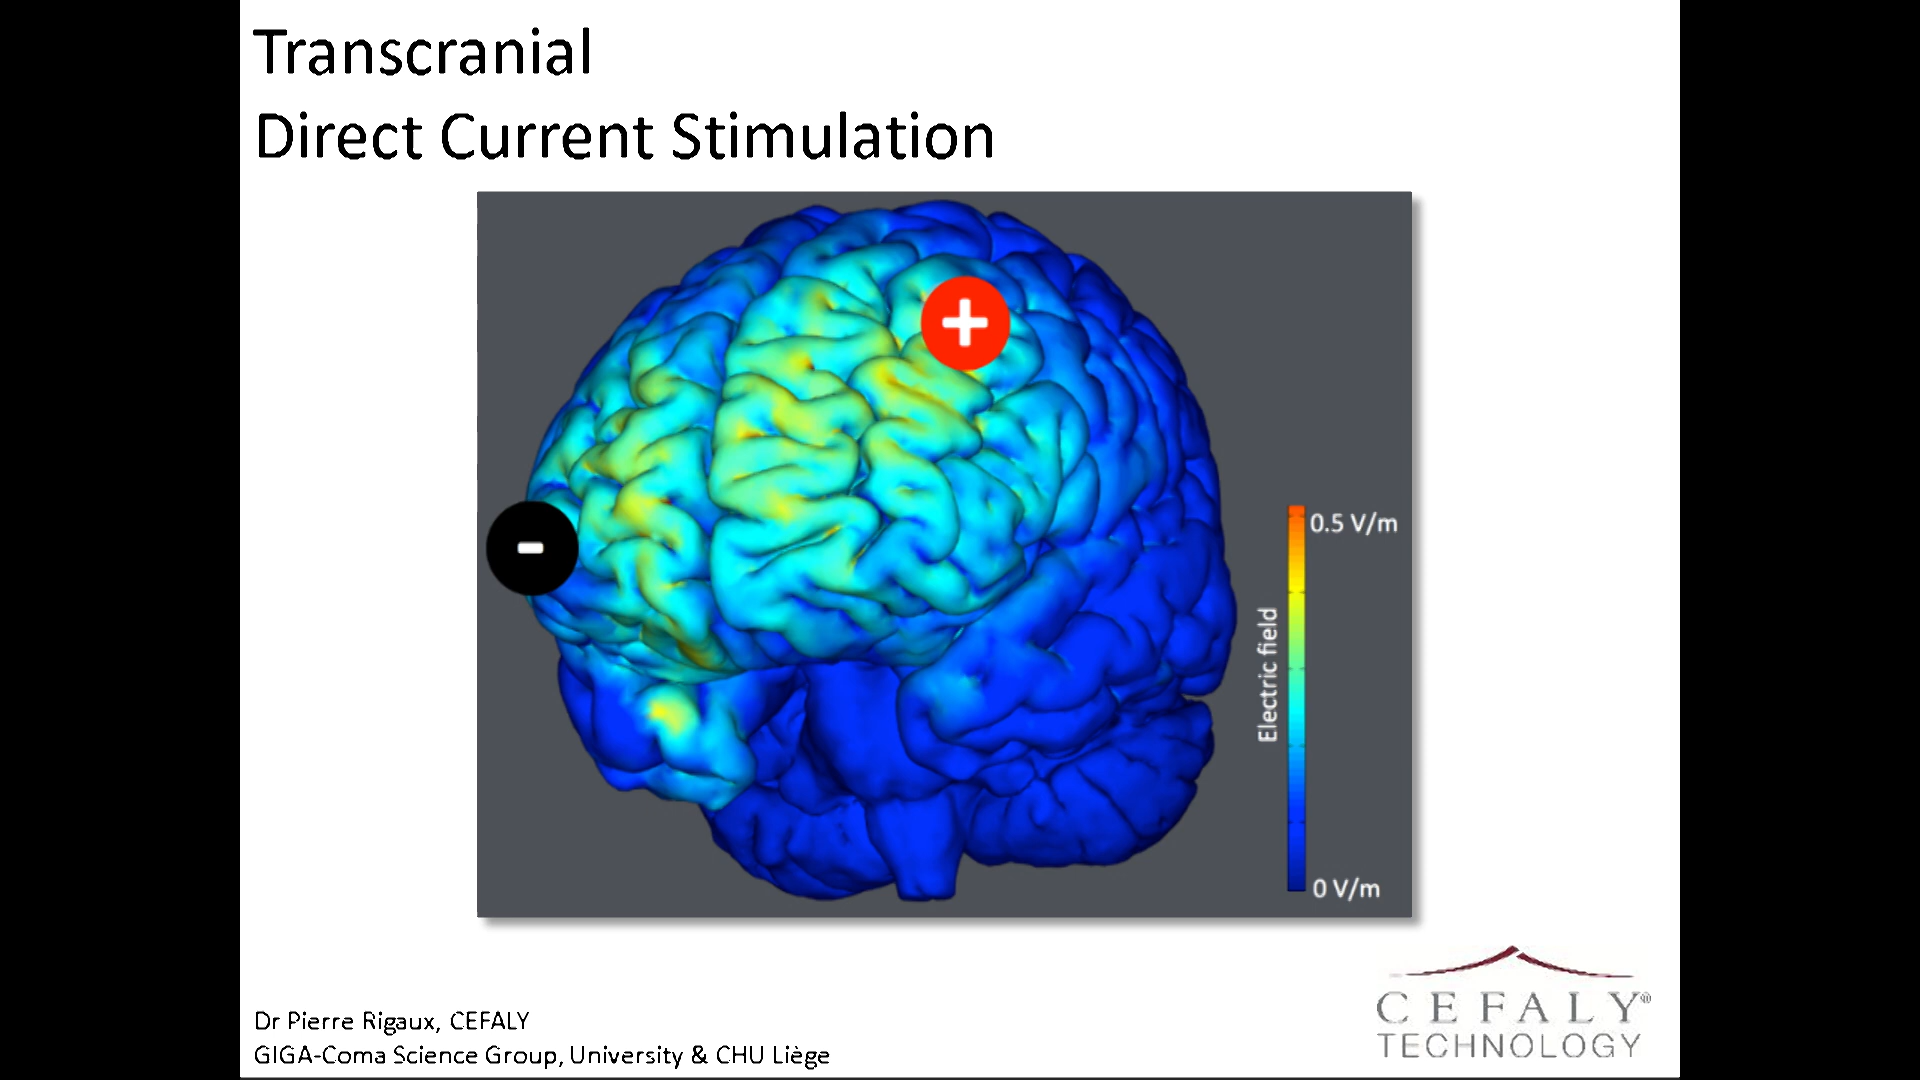 Transcranial
Direct Current Stimulation
+
-
0.5 V/m
Electric field
0 V/m
Dr Pierre Rigaux, CEFALY
GIGA-Coma Science Group, University & CHU Liège
CEFALY®
TECHNOLOGY